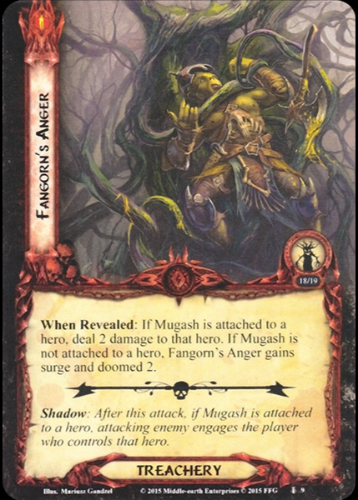 FANGORN'S ANGER
18/19
When Revealed: If Mugash is attached to a
hero, deal 2 damage to that hero. If Mugash is
not attached to a hero, Fangorn's Anger gains
surge and doomed 2.
Shadow: After this attack, if Mugash is attached
to a hero, attacking enemy engages the player
who controls that hero.
TREACHERY
Illus. Mariusz Gandzel
© 2015 Middle-earth Enterprises © 2015 FFG
9